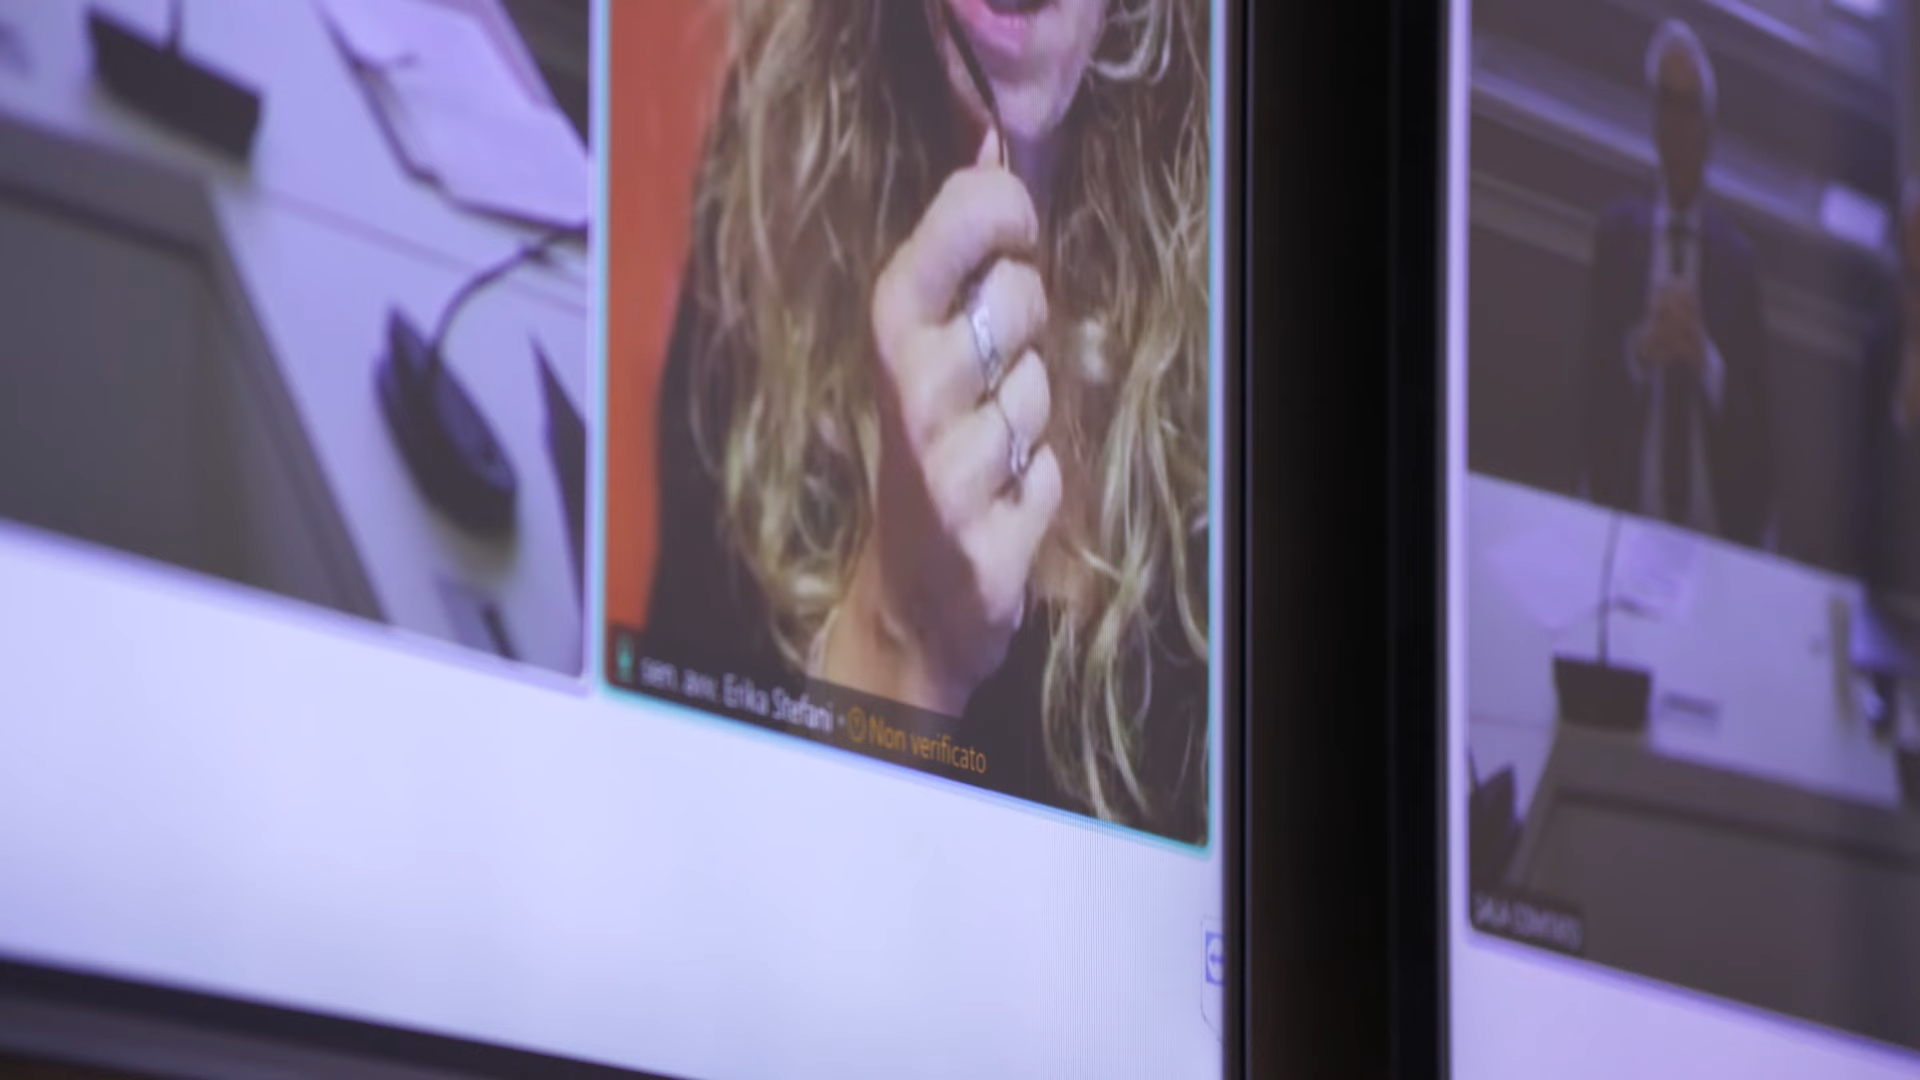 sen. avv. Erika Stefani • Non verificato